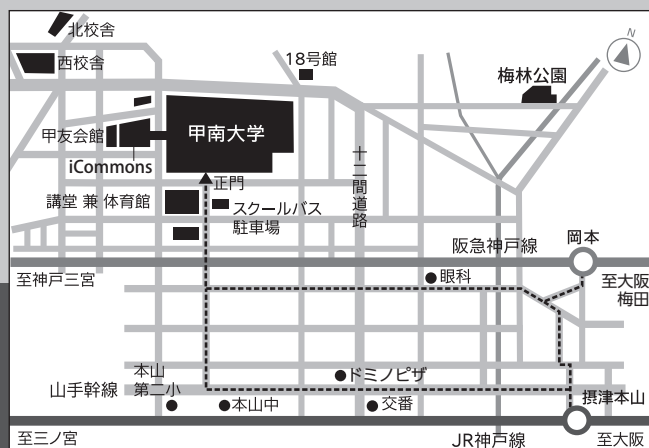 北校舎
西校舎
18号館
N
梅林公園
甲友会館
甲南大学
iCommons
正門
十二間道路
講堂 兼 体育館
スクールバス
駐車場
阪急神戸線
岡本
至神戸三宮
眼科
至大阪
梅田
山手幹線
本山
第二小
ドミノピザ
本山中
交番
摂津本山
至三ノ宮
JR神戸線
至大阪